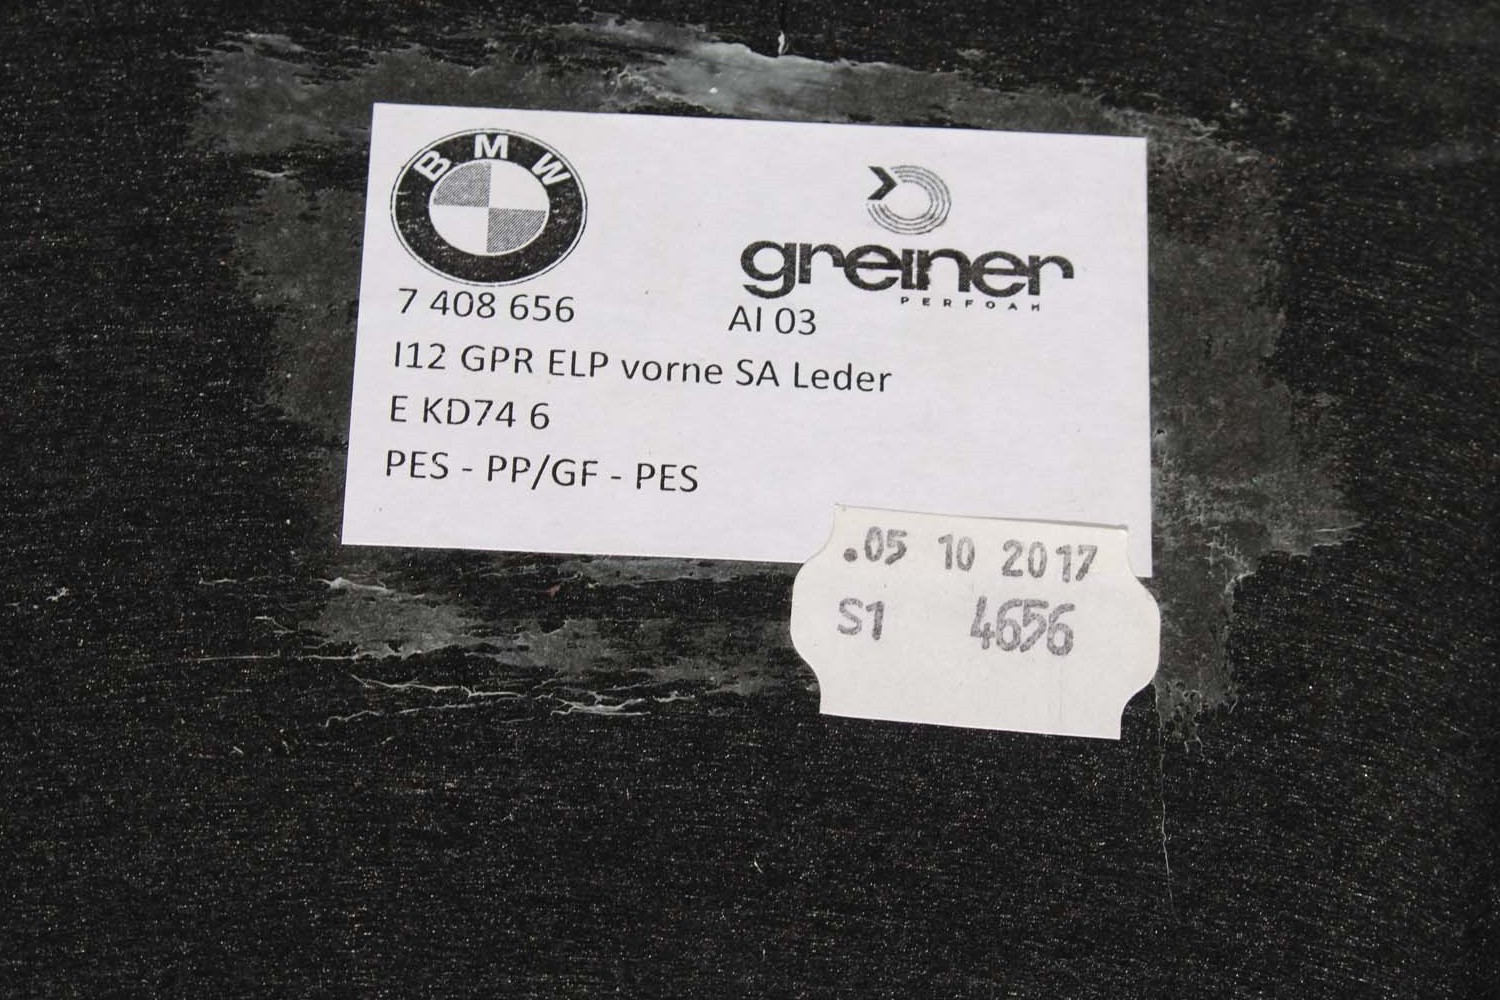 BMW
greiner
PERFOAM
7 408 656
AI 03
I12 GPR ELP vorne SA Leder
E KD74 6
PES - PP/GF - PES
.05 10 2017
S1 4656